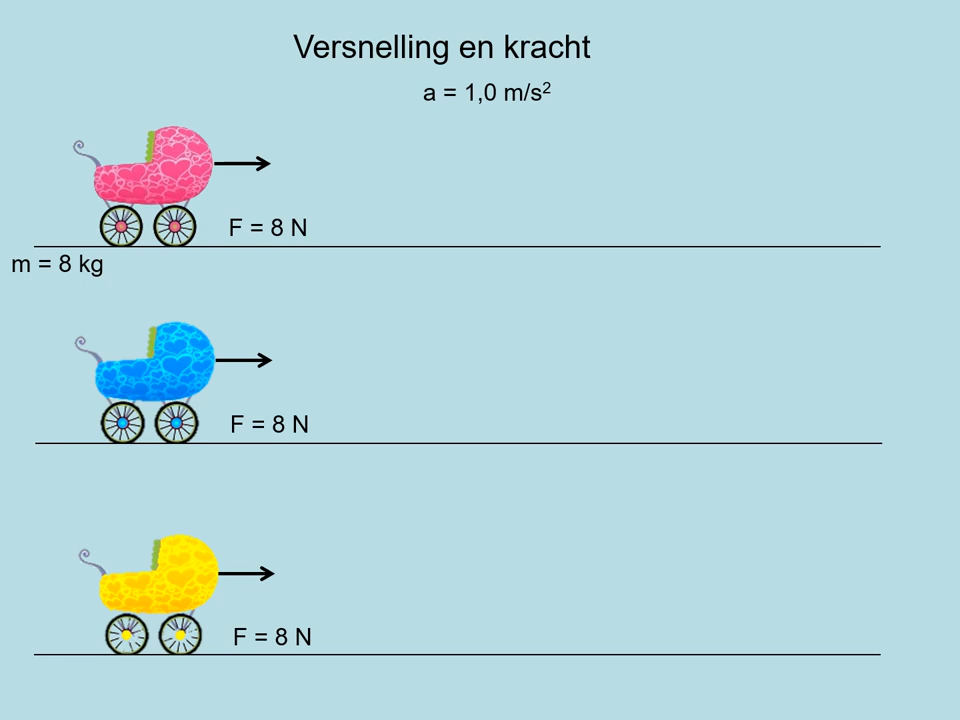 Versnelling en kracht
a = 1,0 m/s²
F = 8 N
m = 8 kg
F = 8 N
F = 8 N